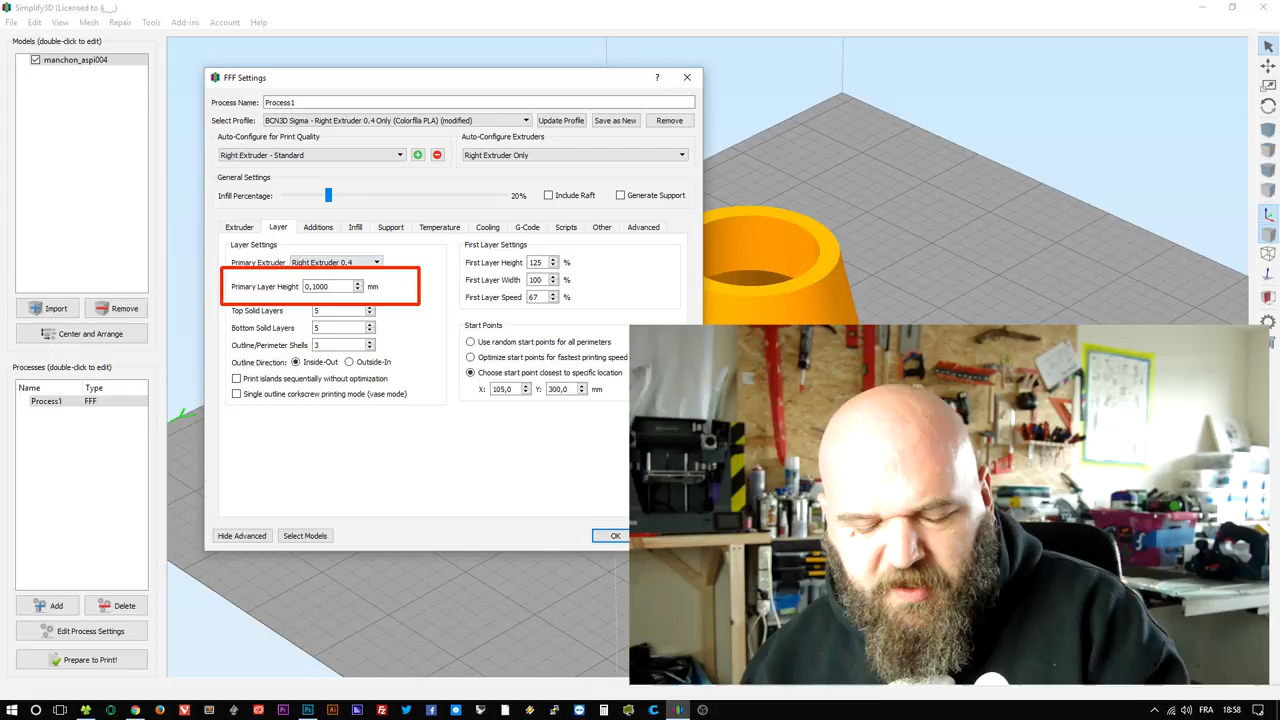 Simplify3D (Licensed to
File Edit View Mesh Repair Tools Add-Ins Account Help
Models (double-click to edit)
manchon_aspi004
Import Remove
Center and Arrange
Processes (double-click to edit)
Name Type
Process1 FFF
Add Delete
Edit Process Settings
Prepare to Print!
FFF Settings ?
Process Name: Process1
Select Profile: BCN3D Sigma - Right Extruder 0.4 Only (Colorfila PLA) (modified) Update Profile Save as New Remove
Auto-Configure for Print Quality
Right Extruder - Standard
Auto-Configure Extruders
Right Extruder Only
General Settings
Infill Percentage: 20% Include Raft Generate Support
Extruder Layer Additions Infill Support Temperature Cooling G-Code Scripts Other Advanced
Layer Settings
Primary Extruder Right Extruder 0.4
Primary Layer Height 0,1000 mm
Top Solid Layers 5
Bottom Solid Layers 5
Outline/Perimeter Shells 3
Outline Direction: Inside-Out Outside-In
Print islands sequentially without optimization
Single outline corkscrew printing mode (vase mode)
First Layer Settings
First Layer Height 125 %
First Layer Width 100 %
First Layer Speed 67 %
Start Points
Use random start points for all perimeters
Optimize start points for fastest printing speed
Choose start point closest to specific location
X: 105,0 Y: 300,0 mm
Hide Advanced Select Models OK
FRA 18:58